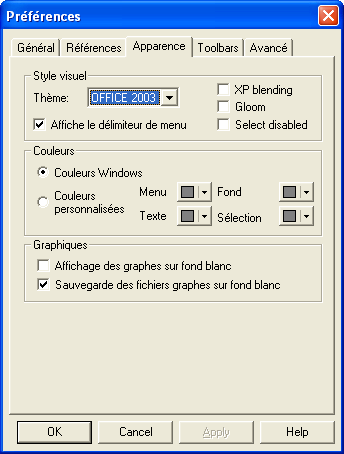 Préférences
Général Références Apparence Toolbars Avancé
Style visuel
Thème: OFFICE 2003 XP blending
Gloom
Affiche le délimiteur de menu Select disabled
Couleurs
Couleurs Windows Menu Fond
Couleurs personnalisées Texte Sélection
Graphiques
Affichage des graphes sur fond blanc
Sauvegarde des fichiers graphes sur fond blanc
OK Cancel Apply Help